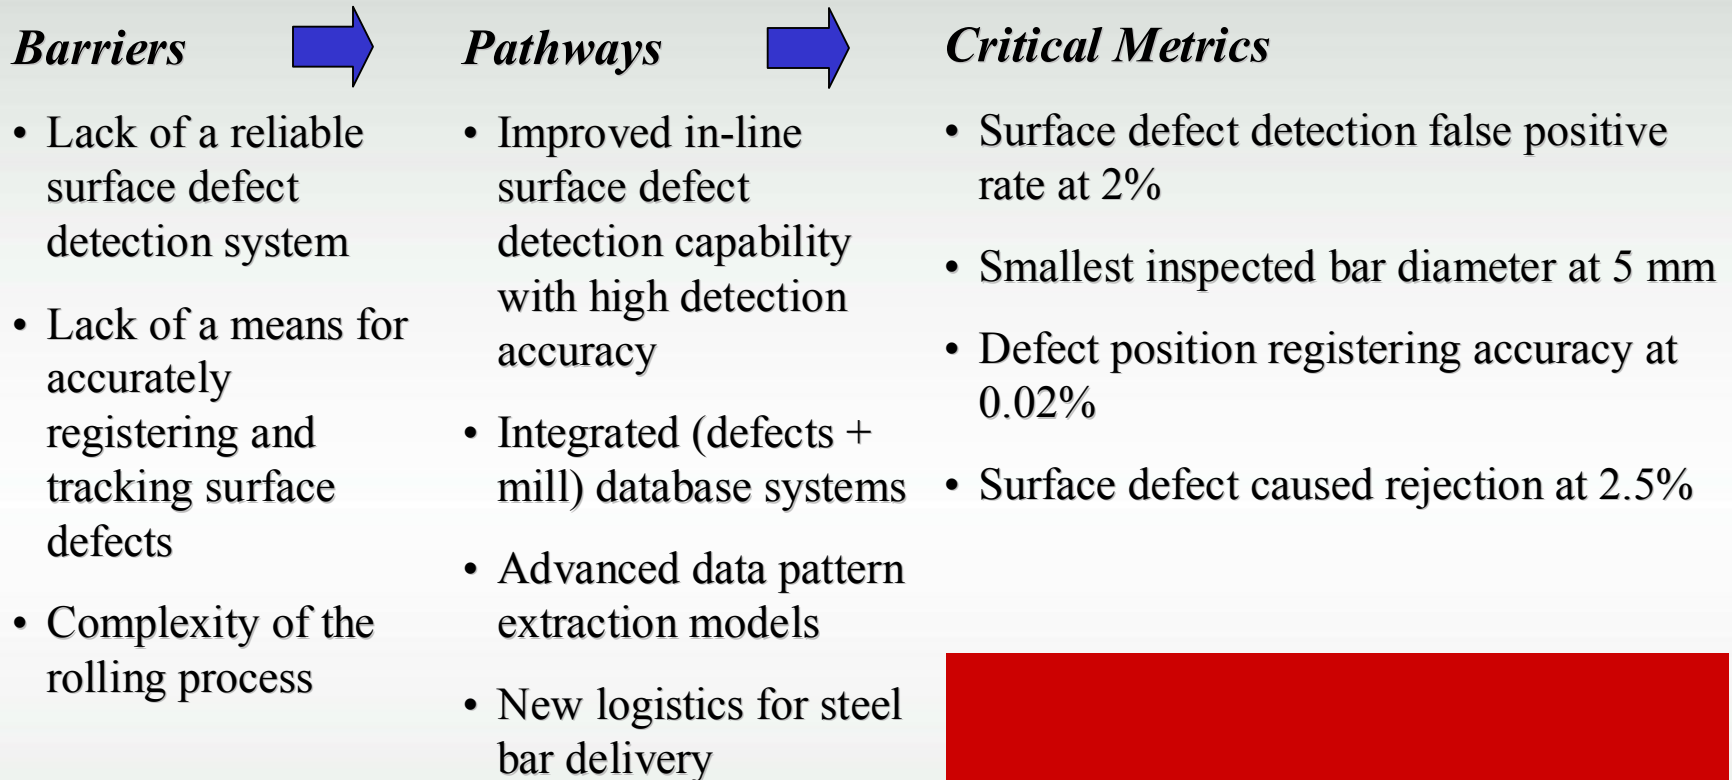 Barriers
• Lack of a reliable
surface defect
detection system
• Lack of a means for
accurately
registering and
tracking surface
defects
• Complexity of the
rolling process
Pathways
• Improved in-line
surface defect
detection capability
with high detection
accuracy
• Integrated (defects +
mill) database systems
• Advanced data pattern
extraction models
• New logistics for steel
bar delivery
Critical Metrics
• Surface defect detection false positive
rate at 2%
• Smallest inspected bar diameter at 5 mm
• Defect position registering accuracy at
0.02%
• Surface defect caused rejection at 2.5%